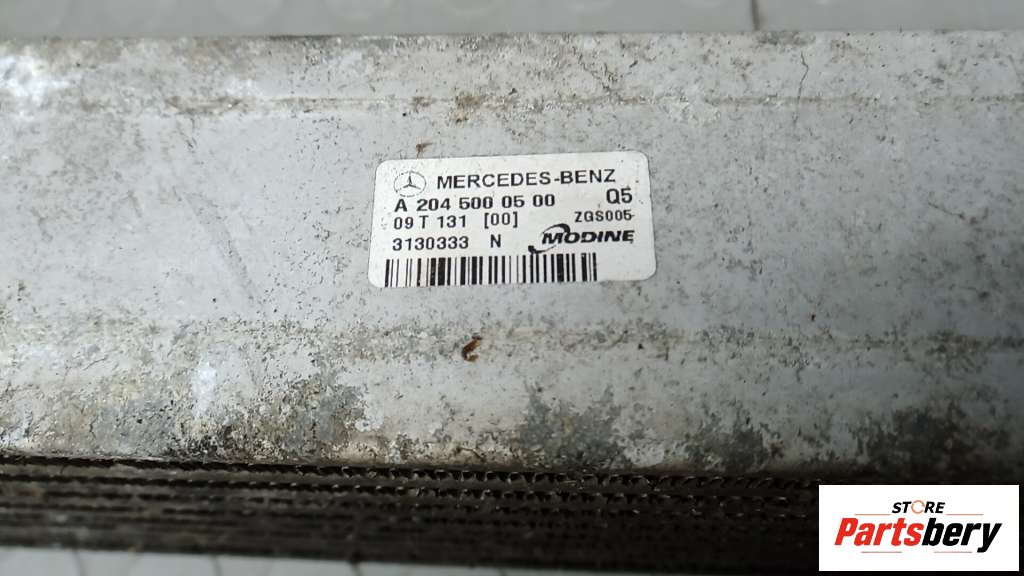 MERCEDES-BENZ
A 204 500 05 00 Q5
09 T 131 [00] ZGS005
3130333 N MODINE
STORE
Partsbery